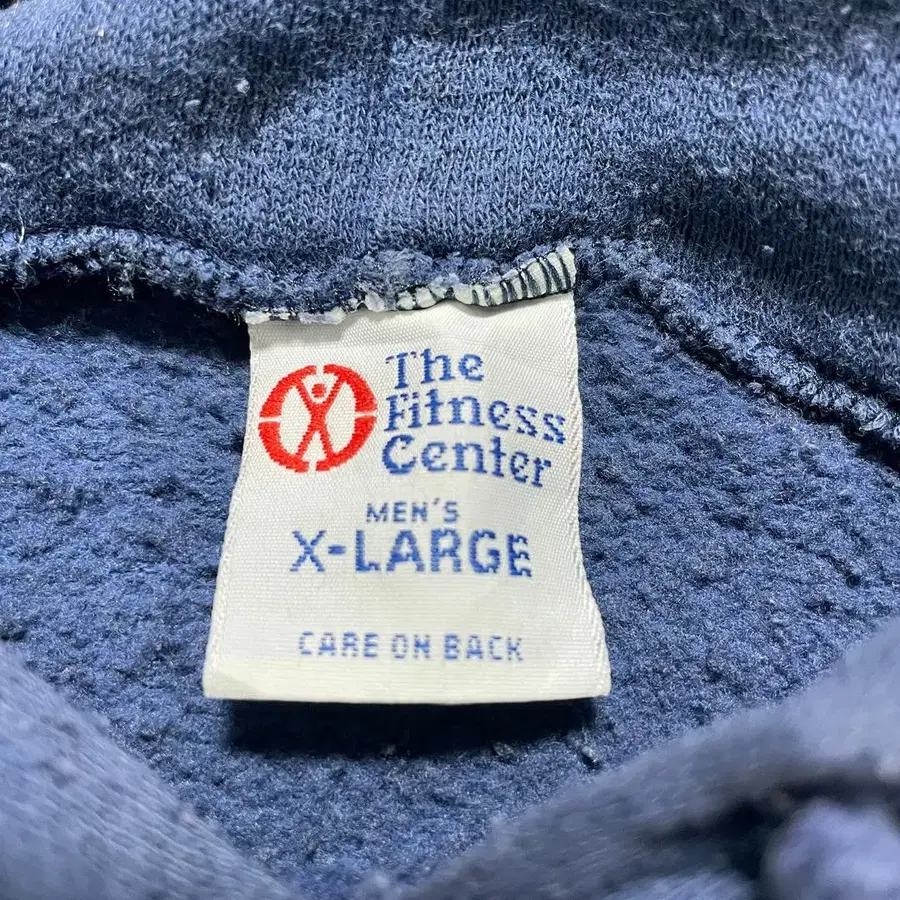 The
Fitness
Center
MEN'S
X-LARGE
CARE ON BACK